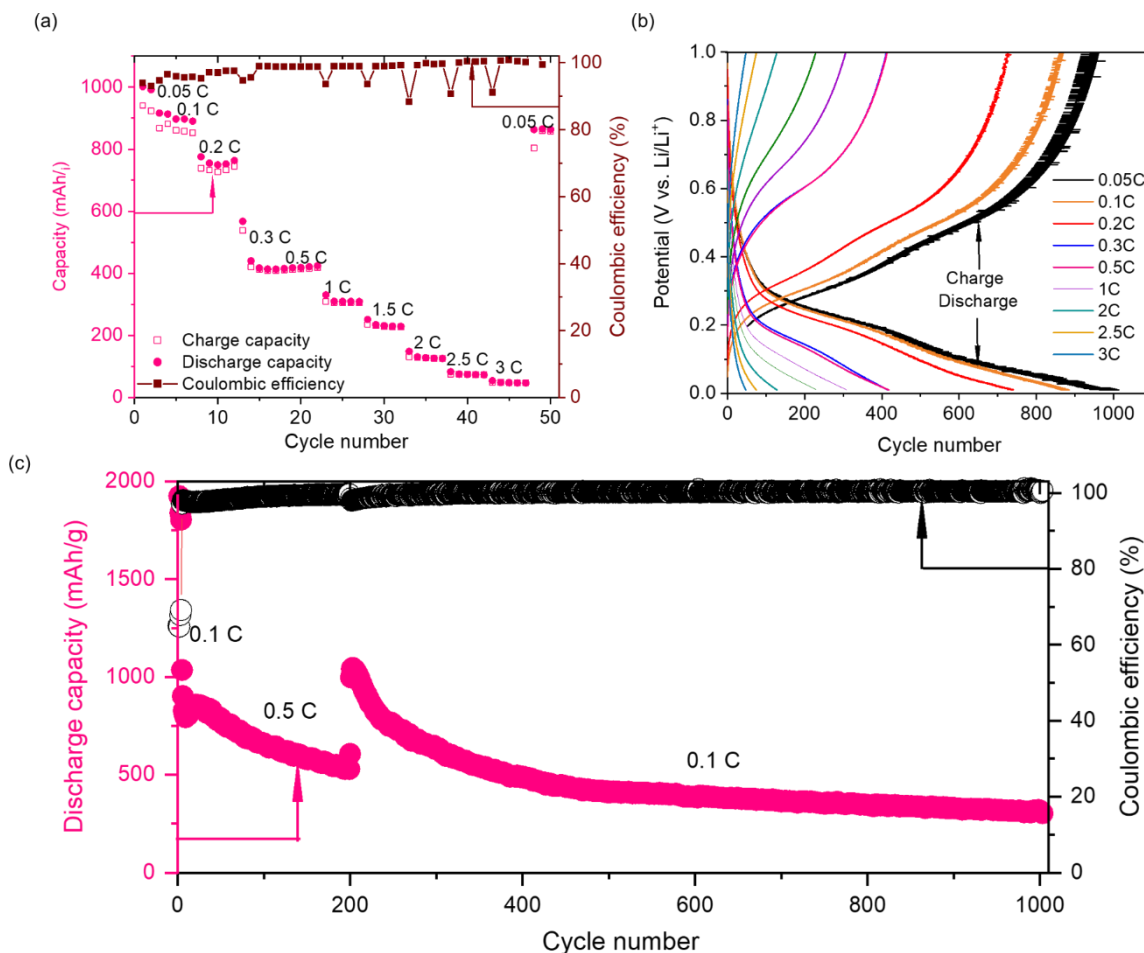 (a)
1000
800
600
400
200
0
Capacity (mAh/
0.05 C
0.1 C
0.2 C
0.3 C
0.5 C
1 C
1.5 C
2 C
2.5 C
3 C
0.05 C
Charge capacity
Discharge capacity
Coulombic efficiency
100
80
60
40
20
0
Coulombic efficiency (%)
0 10 20 30 40 50
Cycle number
(b)
1.0
0.8
0.6
0.4
0.2
0.0
Potential (V vs. Li/Li⁺)
0.05C
0.1C
0.2C
0.3C
0.5C
1C
2C
2.5C
3C
Charge
Discharge
0 200 400 600 800 1000
Cycle number
(c)
2000
1500
1000
500
0
Discharge capacity (mAh/g)
0.1 C
0.5 C
0.1 C
100
80
60
40
20
0
Coulombic efficiency (%)
0 200 400 600 800 1000
Cycle number